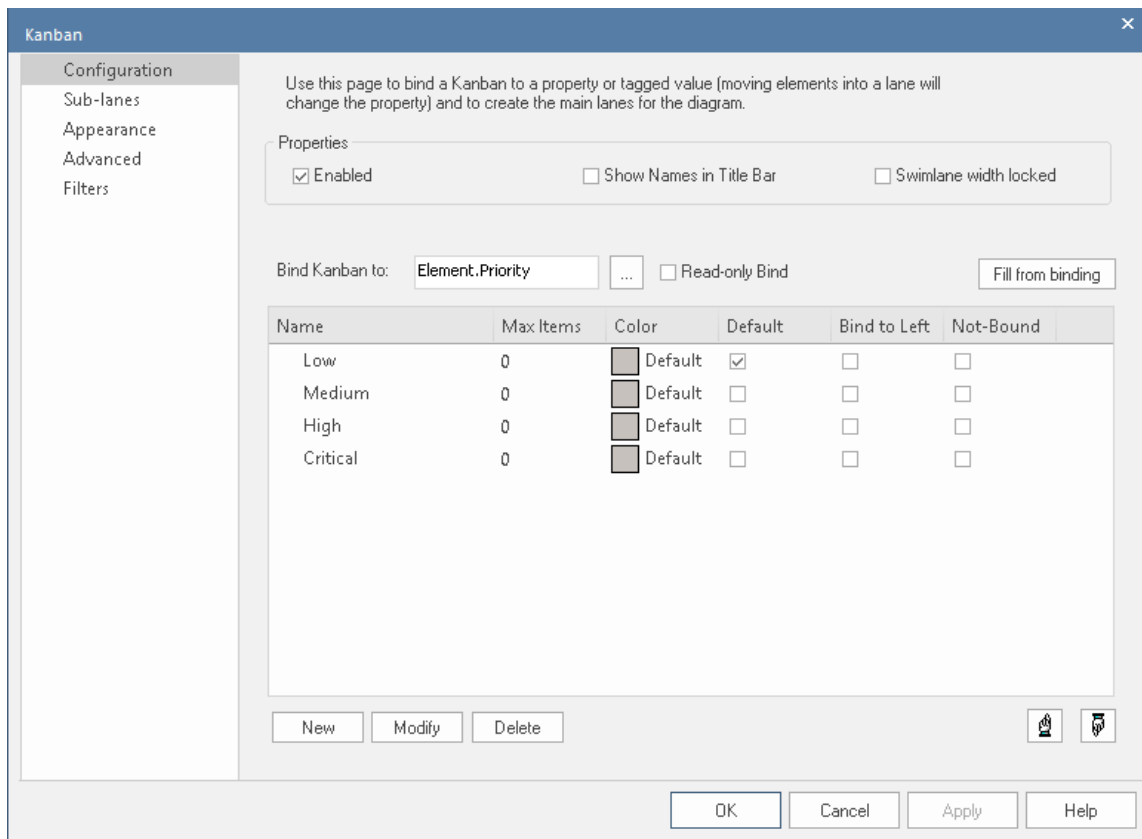 Kanban
Configuration
Sub-lanes
Appearance
Advanced
Filters
Use this page to bind a Kanban to a property or tagged value (moving elements into a lane will
change the property) and to create the main lanes for the diagram.
Properties
Enabled Show Names in Title Bar Swimlane width locked
Bind Kanban to: Element.Priority ... Read-only Bind Fill from binding
Name Max Items Color Default Bind to Left Not-Bound
Low 0 Default
Medium 0 Default
High 0 Default
Critical 0 Default
New Modify Delete
OK Cancel Apply Help